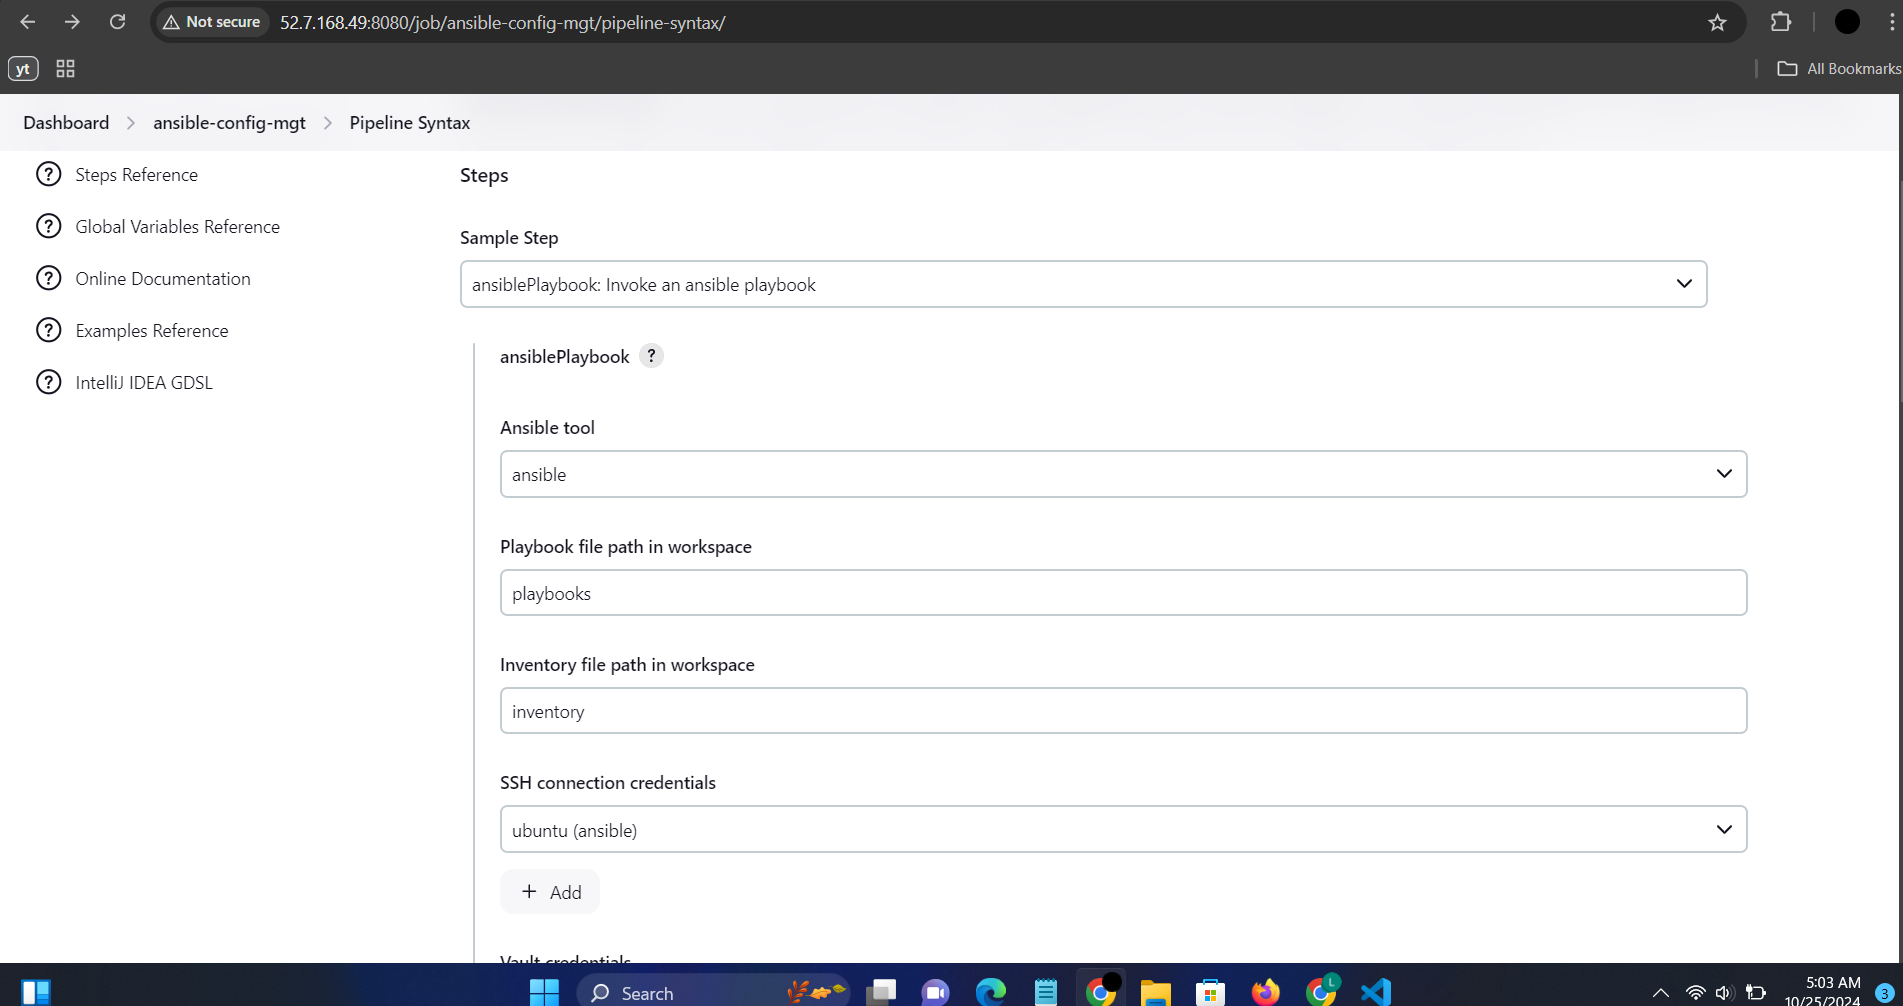 Not secure 52.7.168.49:8080/job/ansible-config-mgt/pipeline-syntax/
yt
All Bookmarks
Dashboard ansible-config-mgt Pipeline Syntax
Steps Reference
Global Variables Reference
Online Documentation
Examples Reference
IntelliJ IDEA GDSL
Steps
Sample Step
ansiblePlaybook: Invoke an ansible playbook
ansiblePlaybook ?
Ansible tool
ansible
Playbook file path in workspace
playbooks
Inventory file path in workspace
inventory
SSH connection credentials
ubuntu (ansible)
+ Add
Vault credentials
Search
L
5:03 AM
10/25/2024
3